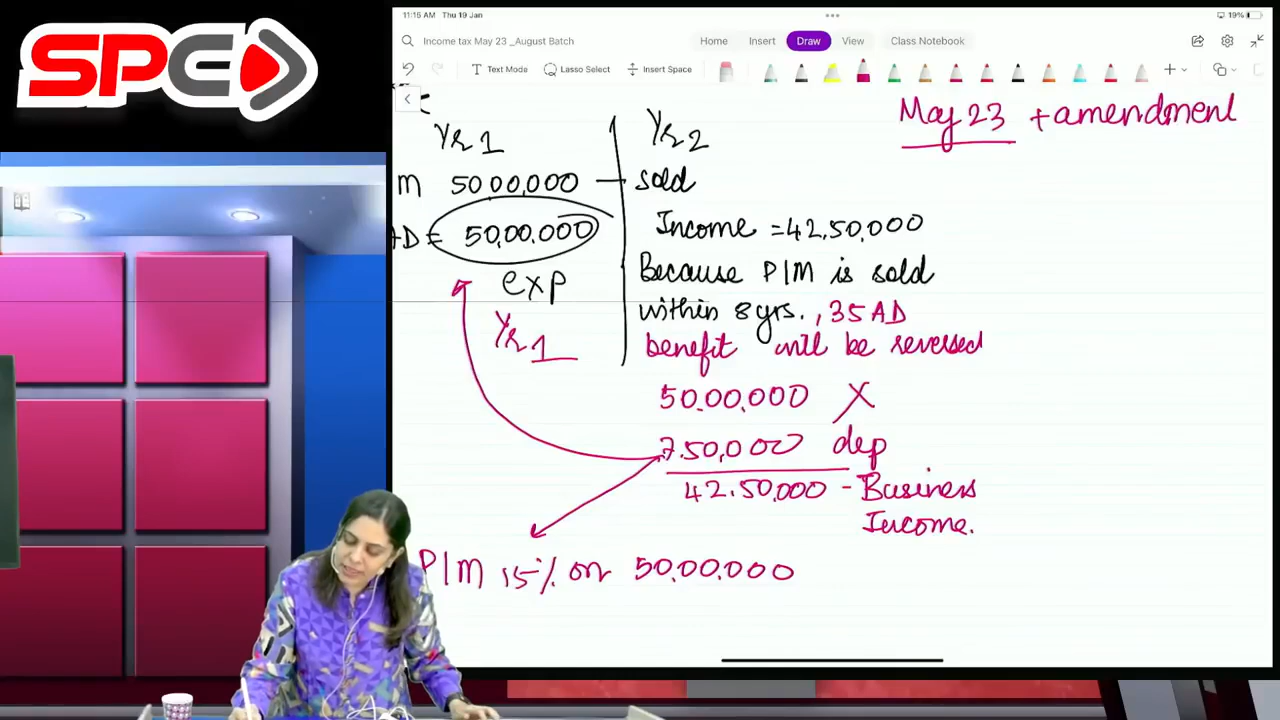 SPC
11:15 AM Thu 19 Jan
19%
Income tax May 23 _August Batch
Home Insert Draw View Class Notebook
Text Mode Lasso Select Insert Space
May 23 + amendment
Yr 1
Yr 2
M 5000,000 — sold
AD = 50,00,000
Income = 42,50,000
exp
Because P/M is sold
within 8 yrs., 35AD
Yr 1
benefit will be reversed
50,00,000 X
7,50,000 dep
42,50,000 - Business
Income.
P/M 15% on 50,00,000